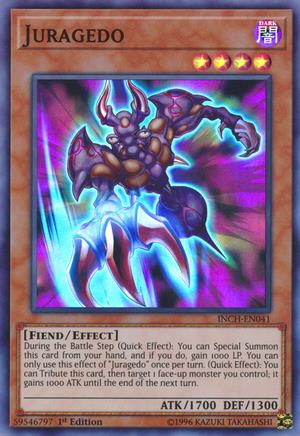 JURAGEDO
DARK
闇
INCH-EN041
[FIEND/EFFECT]
During the Battle Step (Quick Effect): You can Special Summon
this card from your hand, and if you do, gain 1000 LP. You can
only use this effect of "Juragedo" once per turn. (Quick Effect): You
can Tribute this card, then target 1 face-up monster you control; it
gains 1000 ATK until the end of the next turn.
ATK/1700 DEF/1300
59546797 1st Edition ©1996 KAZUKI TAKAHASHI